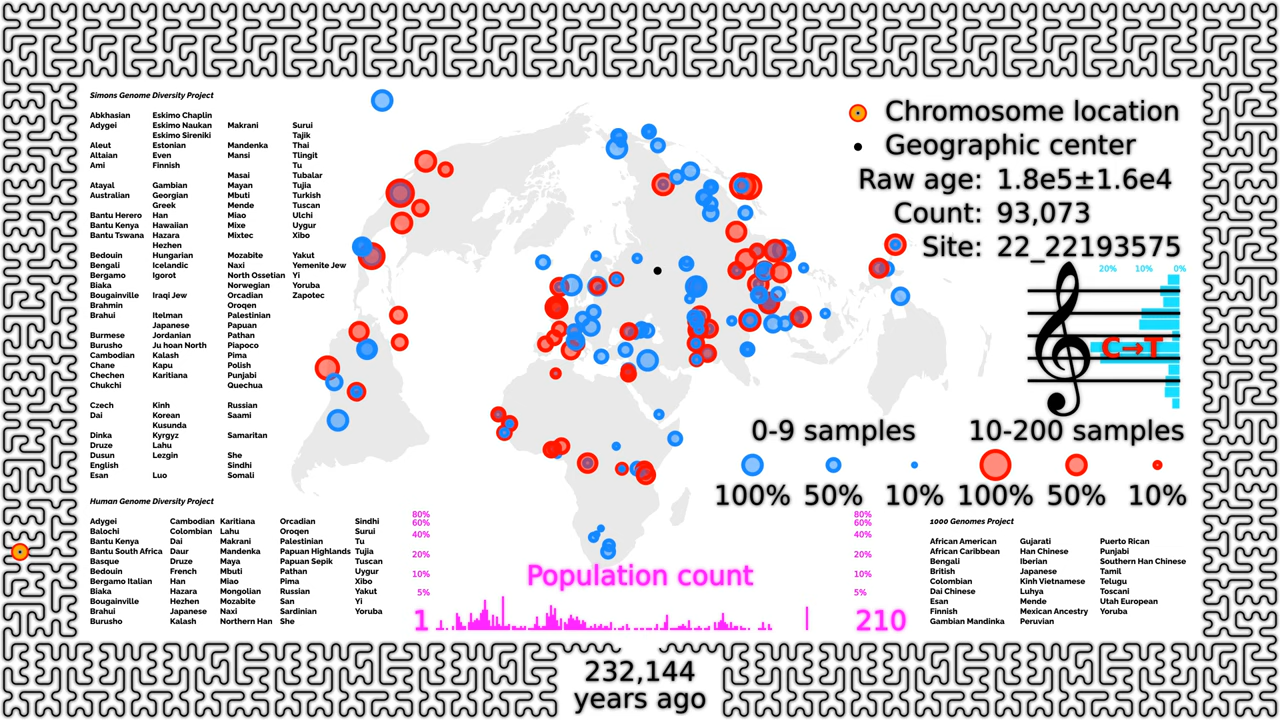 Simons Genome Diversity Project
Abkhasian Eskimo Chaplin
Adygei Eskimo Naukan Makrani Surui
Eskimo Sireniki Tajik
Aleut Estonian Mandenka Thai
Altaian Even Mansi Tlingit
Ami Finnish Tu
Masai Tubalar
Atayal Gambian Mayan Tujia
Australian Georgian Mbuti Turkish
Greek Mende Tuscan
Bantu Herero Han Miao Ulchi
Bantu Kenya Hawaiian Mixe Uygur
Bantu Tswana Hazara Mixtec Xibo
Hezhen
Bedouin Hungarian Mozabite Yakut
Bengali Icelandic Naxi Yemenite Jew
Bergamo Igorot North Ossetian Yi
Biaka Norwegian Yoruba
Bougainville Iraqi Jew Orcadian Zapotec
Brahmin Oroqen
Brahui Itelman Palestinian
Japanese Papuan
Burmese Jordanian Pathan
Burusho Ju hoan North Piapoco
Cambodian Kalash Pima
Chane Kapu Polish
Chechen Karitiana Punjabi
Chukchi Quechua
Czech Kinh Russian
Dai Korean Saami
Kusunda
Dinka Kyrgyz Samaritan
Druze Lahu
Dusun Lezgin She
English Sindhi
Esan Luo Somali
Chromosome location
Geographic center
Raw age: 1.8e5±1.6e4
Count: 93,073
Site: 22_22193575
20% 10% 0%
C→T
0-9 samples 10-200 samples
100% 50% 10% 100% 50% 10%
Human Genome Diversity Project
Adygei Cambodian Karitiana Orcadian Sindhi
Balochi Colombian Lahu Oroqen Surui
Bantu Kenya Dai Makrani Palestinian Tu
Bantu South Africa Daur Mandenka Papuan Highlands Tujia
Basque Druze Maya Papuan Sepik Tuscan
Bedouin French Mbuti Pathan Uygur
Bergamo Italian Han Miao Pima Xibo
Biaka Hazara Mongolian Russian Yakut
Bougainville Hezhen Mozabite San Yi
Brahui Japanese Naxi Sardinian Yoruba
Burusho Kalash Northern Han She
80% 80%
60% 60%
40% 40%
20% 20%
10% 10%
5% 5%
Population count
1 210
1000 Genomes Project
African American Gujarati Puerto Rican
African Caribbean Han Chinese Punjabi
Bengali Iberian Southern Han Chinese
British Japanese Tamil
Colombian Kinh Vietnamese Telugu
Dai Chinese Luhya Toscani
Esan Mende Utah European
Finnish Mexican Ancestry Yoruba
Gambian Mandinka Peruvian
232,144
years ago